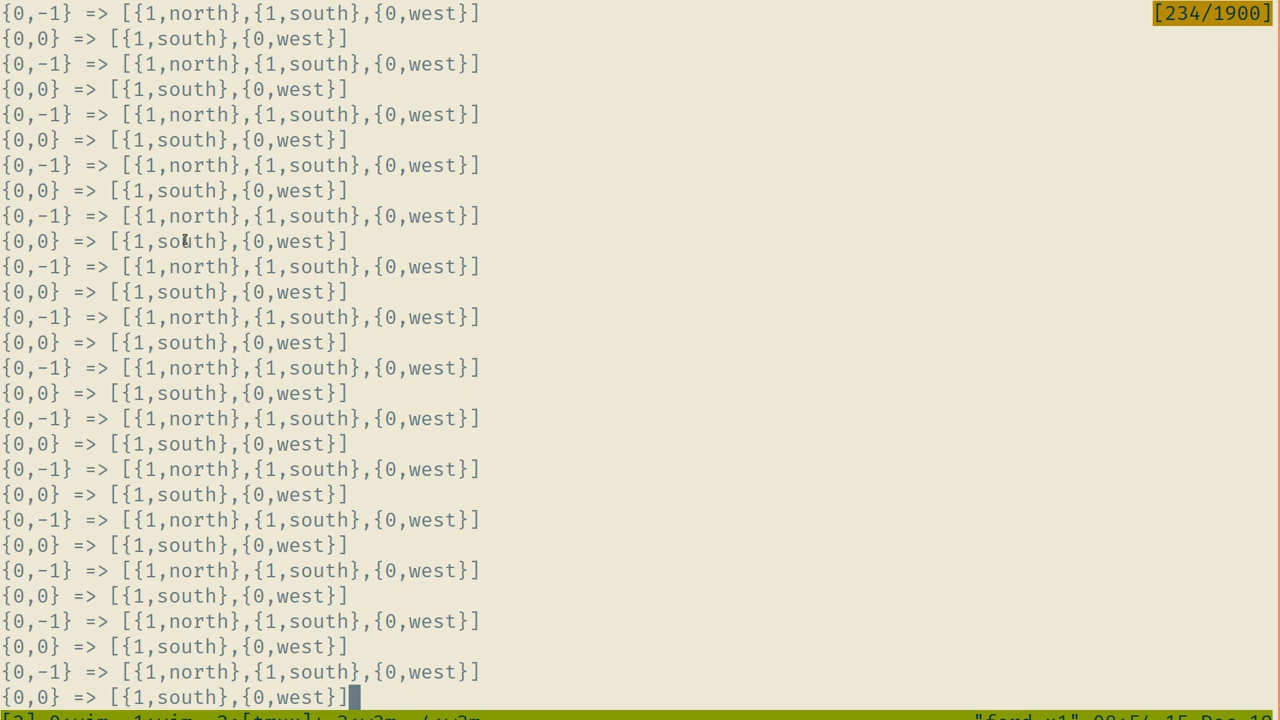 {0,-1} => [{1,north},{1,south},{0,west}] [234/1900]
{0,0} => [{1,south},{0,west}]
{0,-1} => [{1,north},{1,south},{0,west}]
{0,0} => [{1,south},{0,west}]
{0,-1} => [{1,north},{1,south},{0,west}]
{0,0} => [{1,south},{0,west}]
{0,-1} => [{1,north},{1,south},{0,west}]
{0,0} => [{1,south},{0,west}]
{0,-1} => [{1,north},{1,south},{0,west}]
{0,0} => [{1,south},{0,west}]
{0,-1} => [{1,north},{1,south},{0,west}]
{0,0} => [{1,south},{0,west}]
{0,-1} => [{1,north},{1,south},{0,west}]
{0,0} => [{1,south},{0,west}]
{0,-1} => [{1,north},{1,south},{0,west}]
{0,0} => [{1,south},{0,west}]
{0,-1} => [{1,north},{1,south},{0,west}]
{0,0} => [{1,south},{0,west}]
{0,-1} => [{1,north},{1,south},{0,west}]
{0,0} => [{1,south},{0,west}]
{0,-1} => [{1,north},{1,south},{0,west}]
{0,0} => [{1,south},{0,west}]
{0,-1} => [{1,north},{1,south},{0,west}]
{0,0} => [{1,south},{0,west}]
{0,-1} => [{1,north},{1,south},{0,west}]
{0,0} => [{1,south},{0,west}]
{0,-1} => [{1,north},{1,south},{0,west}]
{0,0} => [{1,south},{0,west}]